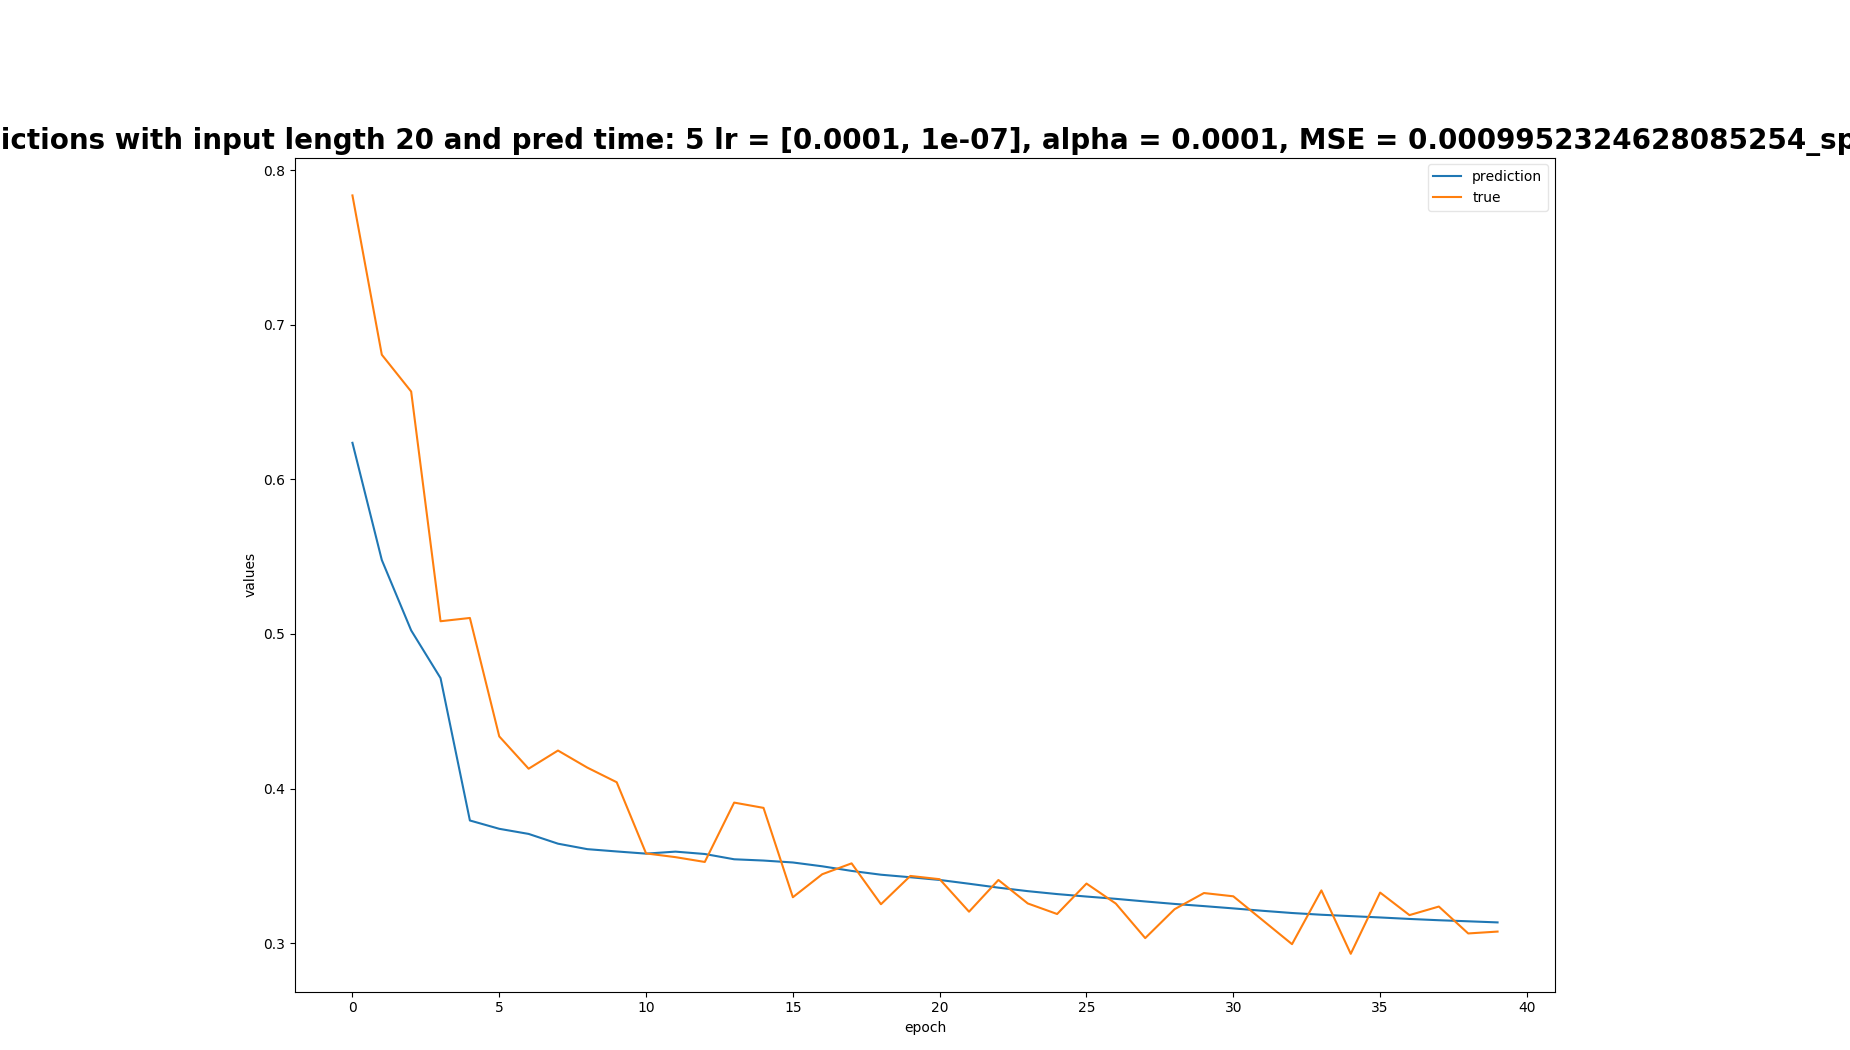 ictions with input length 20 and pred time: 5 lr = [0.0001, 1e-07], alpha = 0.0001, MSE = 0.0009952324628085254_sp
prediction
true
0.8
0.7
0.6
0.5
0.4
0.3
values
0 5 10 15 20 25 30 35 40
epoch